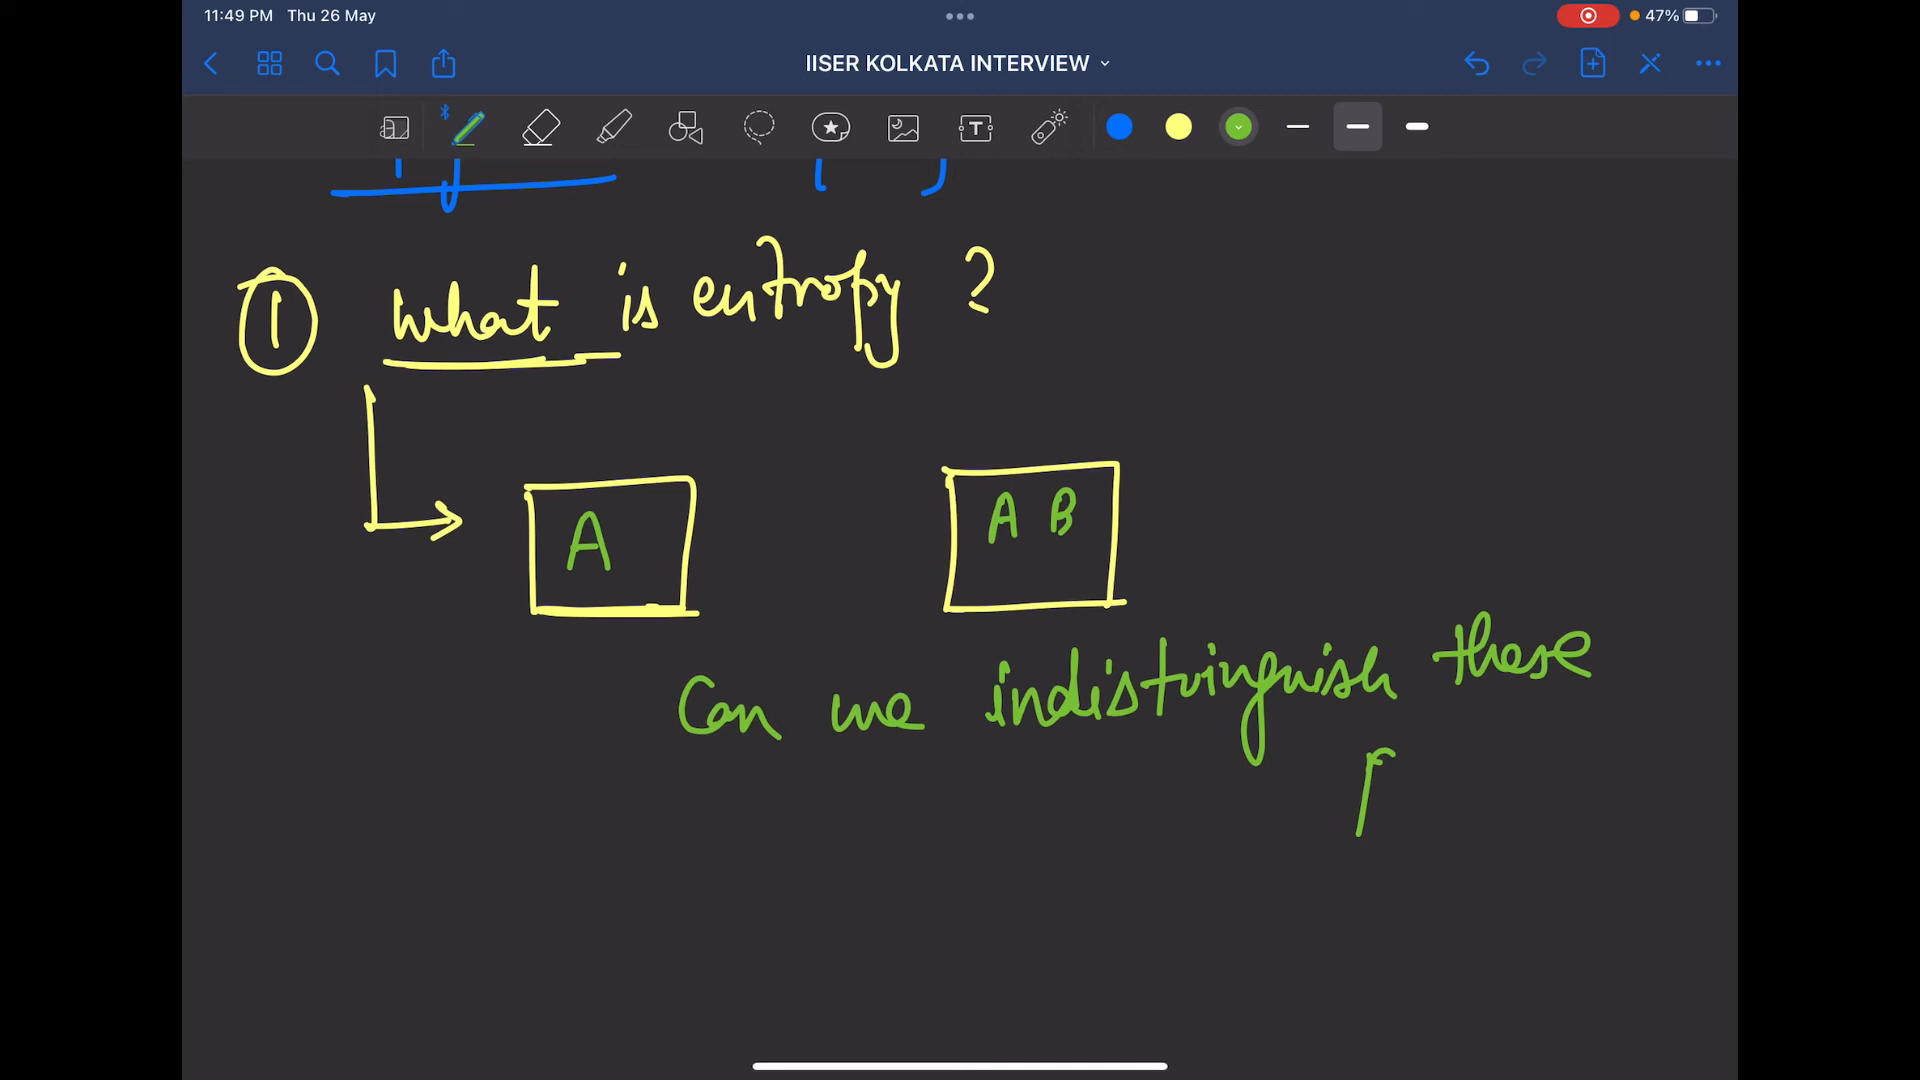 11:49 PM Thu 26 May
47%
IISER KOLKATA INTERVIEW
① What is entropy ?
A
A B
Can we indistinguish these